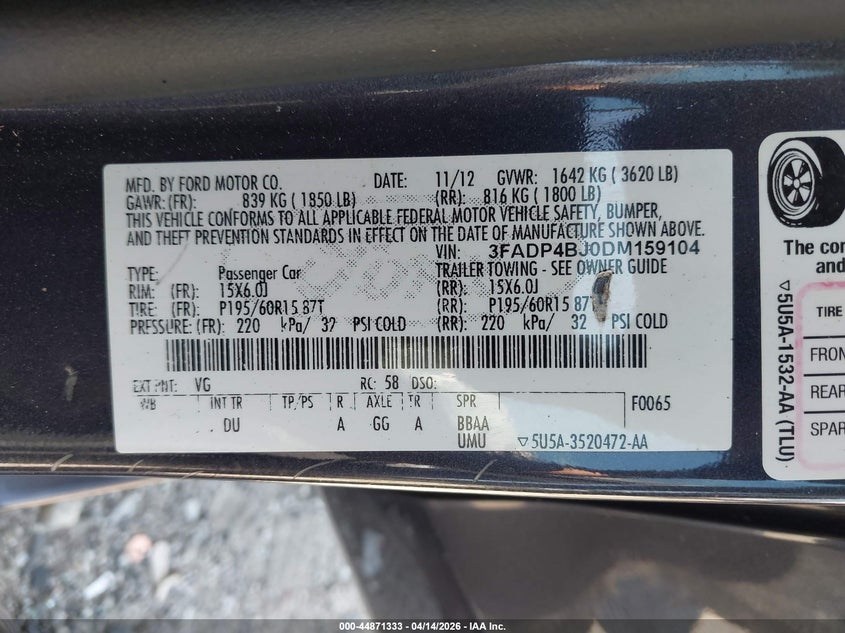 MFD. BY FORD MOTOR CO. DATE: 11/12 GVWR: 1642 KG ( 3620 LB)
GAWR: (FR): 839 KG ( 1850 LB) (RR): 816 KG ( 1800 LB)
THIS VEHICLE CONFORMS TO ALL APPLICABLE FEDERAL MOTOR VEHICLE SAFETY, BUMPER,
AND THEFT PREVENTION STANDARDS IN EFFECT ON THE DATE OF MANUFACTURE SHOWN ABOVE.
VIN: 3FADP4BJ0DM159104
TYPE: Passenger Car TRAILER TOWING - SEE OWNER GUIDE
RIM: (FR): 15X6.0J (RR): 15X6.0J
TIRE: (FR): P195/60R15 87T (RR): P195/60R15 87T
PRESSURE: (FR) 220 kPa/ 32 PSI COLD (RR): 220 kPa/ 32 PSI COLD
EXT PNT: VG RC: 58 DSO:
WB INT TR TP/PS R AXLE TR SPR F0065
DU A GG A BBAA
UMU ▽5U5A-3520472-AA
▽5U5A-1532-AA (TLU)
The
and
TIRE
FRON
REAR
SPAR
000-44871333 - 04/14/2026 - IAA Inc.